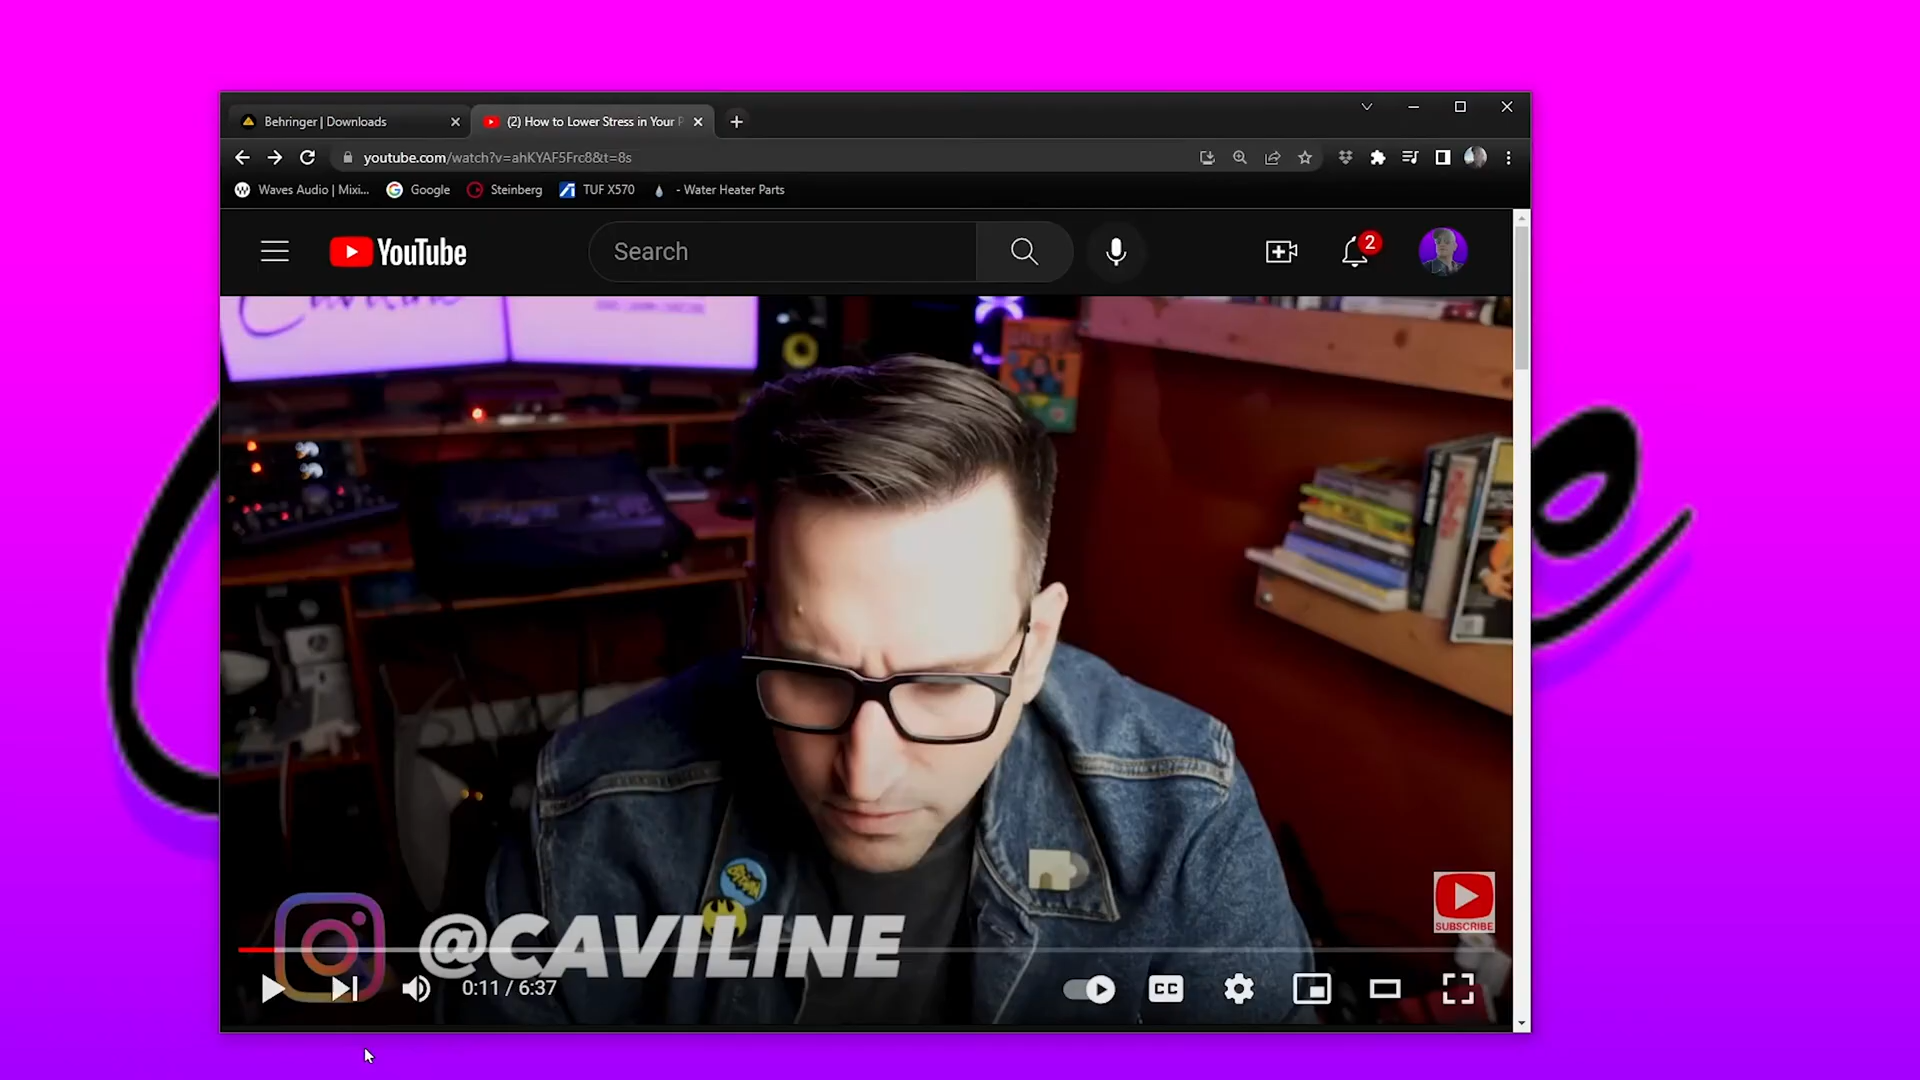 Behringer | Downloads
(2) How to Lower Stress in Your P
youtube.com/watch?v=ahKYAF5Frc8&t=8s
Waves Audio | Mixi...
Google
Steinberg
TUF X570
- Water Heater Parts
YouTube
Search
2
@CAVILINE
SUBSCRIBE
0:11 / 6:37
CC